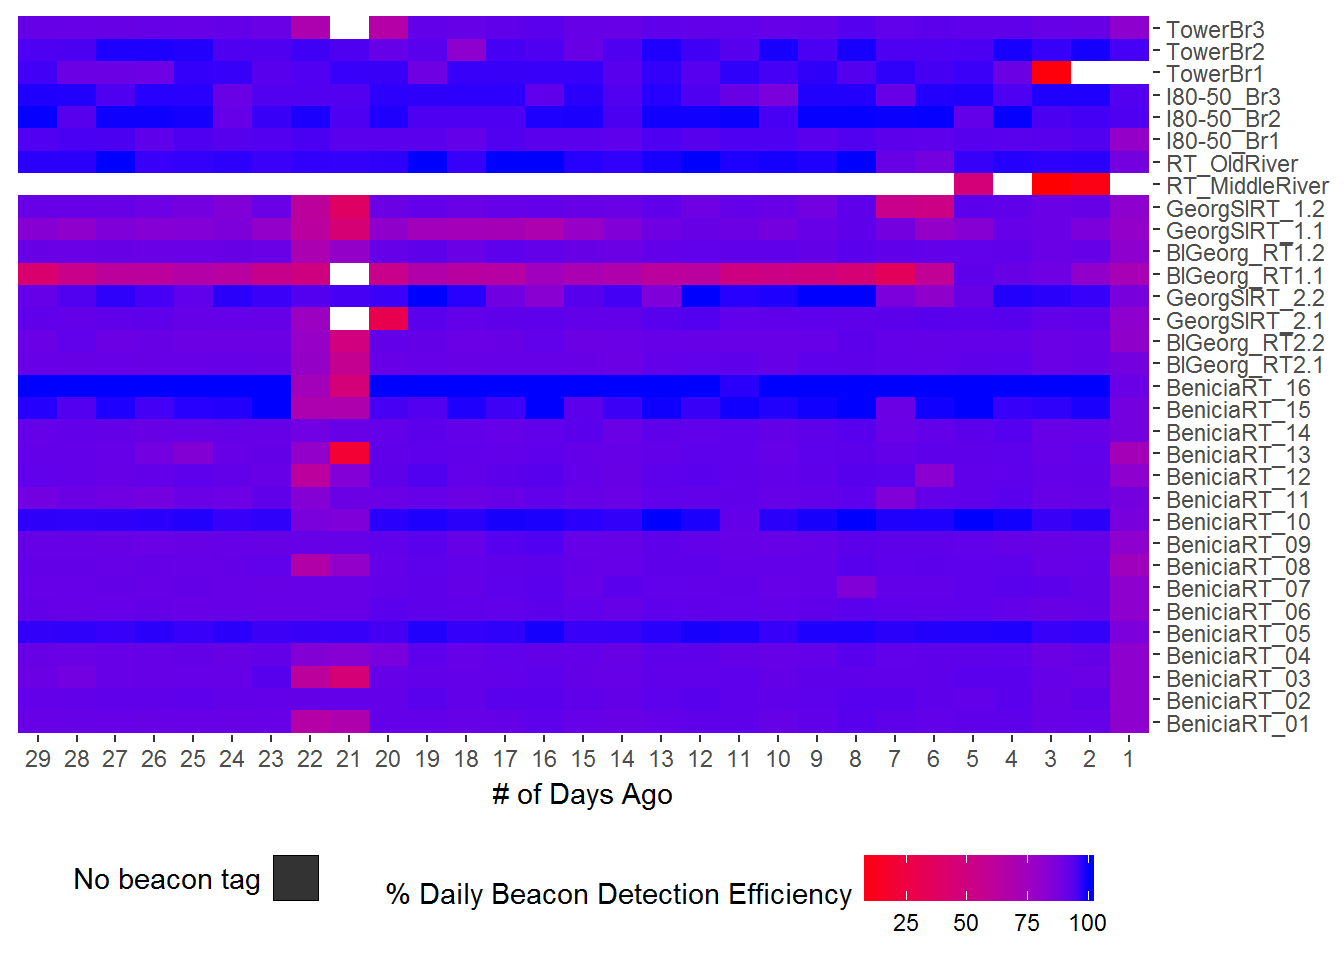 TowerBr3
TowerBr2
TowerBr1
I80-50_Br3
I80-50_Br2
I80-50_Br1
RT_OldRiver
RT_MiddleRiver
GeorgSlRT_1.2
GeorgSlRT_1.1
BlGeorg_RT1.2
BlGeorg_RT1.1
GeorgSlRT_2.2
GeorgSlRT_2.1
BlGeorg_RT2.2
BlGeorg_RT2.1
BeniciaRT_16
BeniciaRT_15
BeniciaRT_14
BeniciaRT_13
BeniciaRT_12
BeniciaRT_11
BeniciaRT_10
BeniciaRT_09
BeniciaRT_08
BeniciaRT_07
BeniciaRT_06
BeniciaRT_05
BeniciaRT_04
BeniciaRT_03
BeniciaRT_02
BeniciaRT_01
29 28 27 26 25 24 23 22 21 20 19 18 17 16 15 14 13 12 11 10 9 8 7 6 5 4 3 2 1
# of Days Ago
No beacon tag
% Daily Beacon Detection Efficiency
25 50 75 100